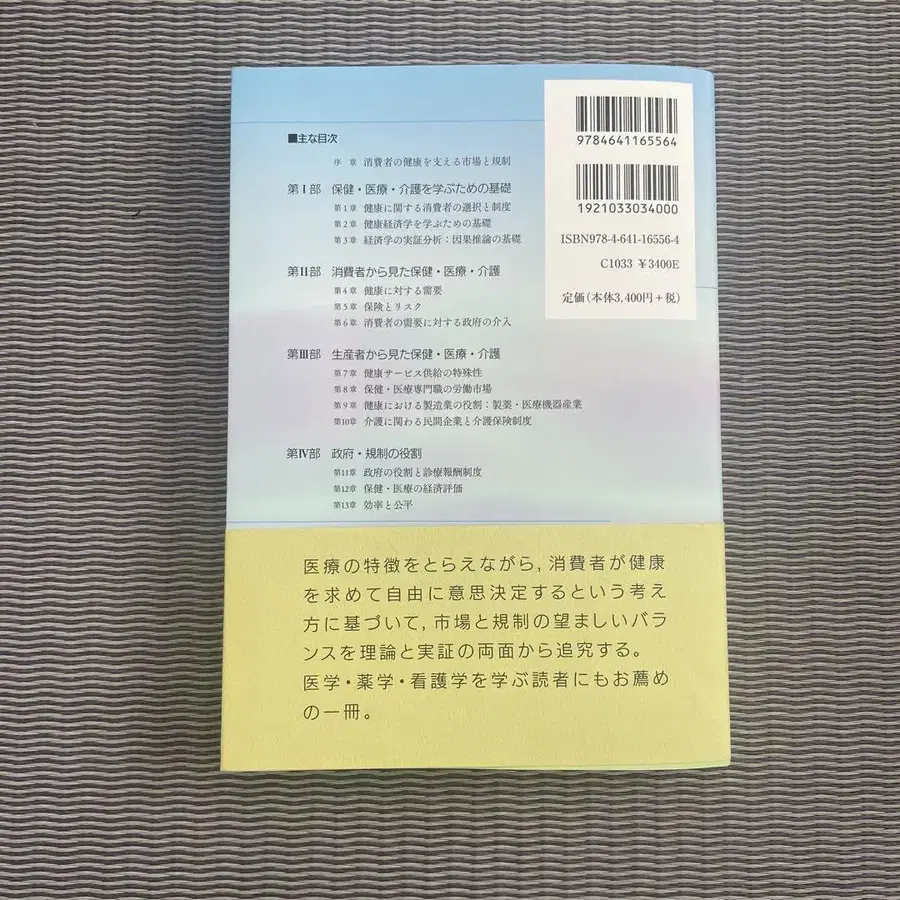 ■主な目次
序 章 消費者の健康を支える市場と規制
第Ⅰ部 保健・医療・介護を学ぶための基礎
第1章 健康に関する消費者の選択と制度
第2章 健康経済学を学ぶための基礎
第3章 経済学の実証分析：因果推論の基礎
第Ⅱ部 消費者から見た保健・医療・介護
第4章 健康に対する需要
第5章 保険とリスク
第6章 消費者の需要に対する政府の介入
第Ⅲ部 生産者から見た保健・医療・介護
第7章 健康サービス供給の特殊性
第8章 保健・医療専門職の労働市場
第9章 健康における製造業の役割：製薬・医療機器産業
第10章 介護に関わる民間企業と介護保険制度
第Ⅳ部 政府・規制の役割
第11章 政府の役割と診療報酬制度
第12章 保健・医療の経済評価
第13章 効率と公平
9784641165564
1921033034000
ISBN978-4-641-16556-4
C1033 ¥3400E
定価(本体3,400円+税)
医療の特徴をとらえながら,消費者が健康
を求めて自由に意思決定するという考え
方に基づいて,市場と規制の望ましいバラ
ンスを理論と実証の両面から追究する。
医学・薬学・看護学を学ぶ読者にもお薦め
の一冊。